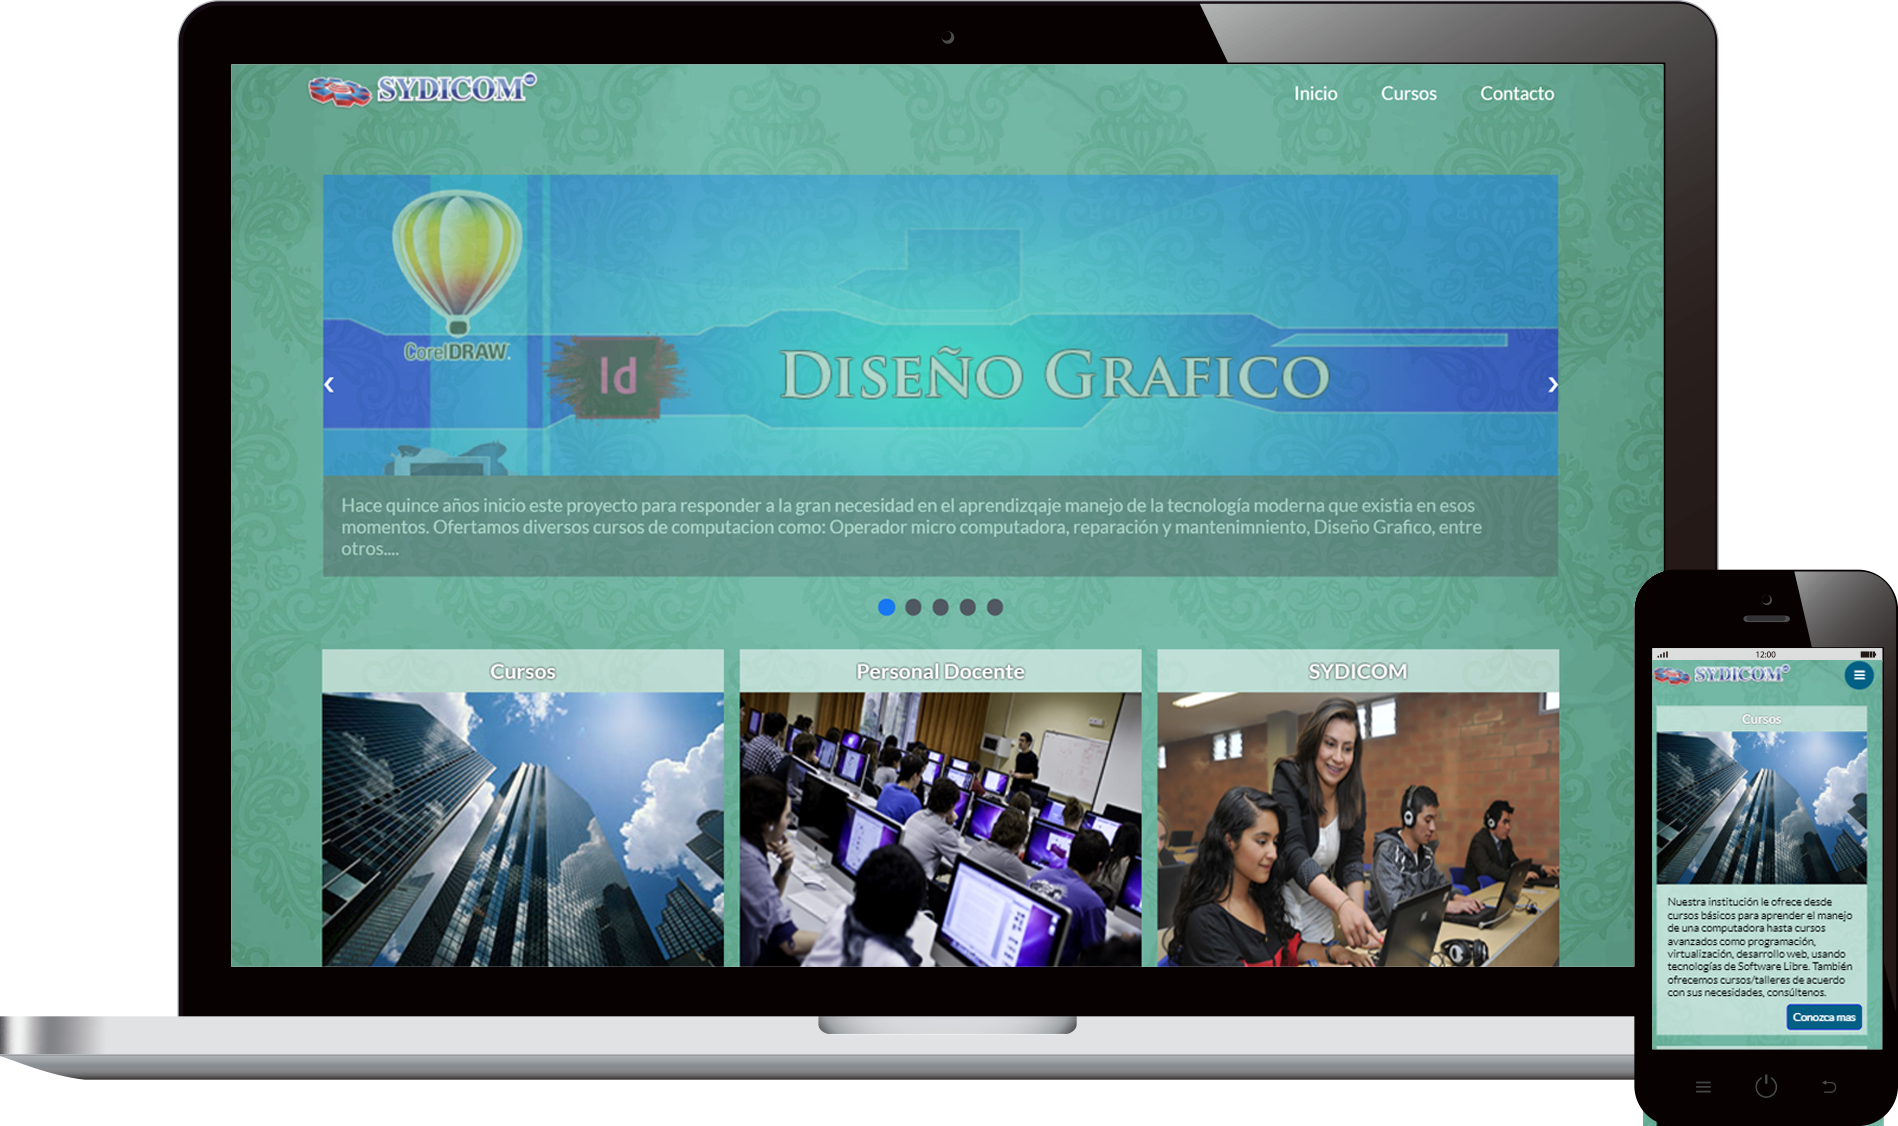 SYDICOM
Inicio Cursos Contacto
CorelDRAW
Id
DISEÑO GRAFICO
Hace quince años inicio este proyecto para responder a la gran necesidad en el aprendizqaje manejo de la tecnología moderna que existia en esos
momentos. Ofertamos diversos cursos de computacion como: Operador micro computadora, reparación y mantenimniento, Diseño Grafico, entre
otros....
Cursos
Personal Docente
SYDICOM
12:00
SYDICOM
Cursos
Nuestra institución le ofrece desde
cursos básicos para aprender el manejo
de una computadora hasta cursos
avanzados como programación,
virtualización, desarrollo web, usando
tecnologías de Software Libre. También
ofrecemos cursos/talleres de acuerdo
con sus necesidades, consúltenos.
Conozca mas